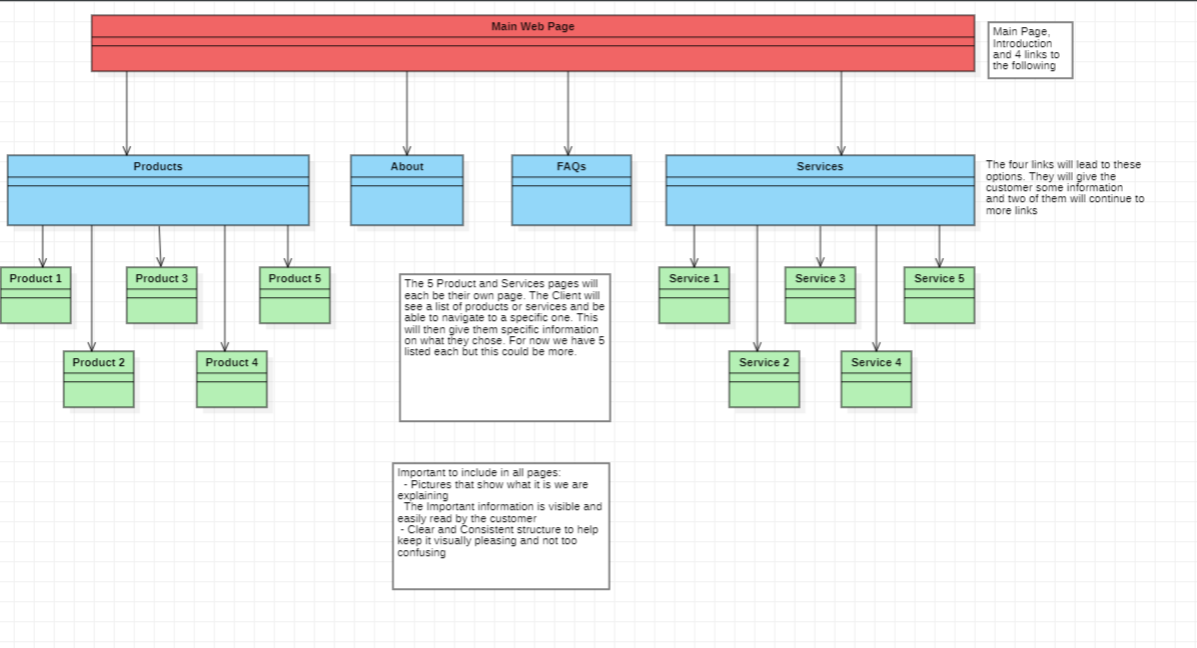 Main Web Page
Main Page,
Introduction
and 4 links to
the following
Products
About
FAQs
Services
The four links will lead to these
options. They will give the
customer some information
and two of them will continue to
more links
Product 1
Product 3
Product 5
Service 1
Service 3
Service 5
The 5 Product and Services pages will
each be their own page. The Client will
see a list of products or services and be
able to navigate to a specific one. This
will then give them specific information
on what they chose. For now we have 5
listed each but this could be more.
Product 2
Product 4
Service 2
Service 4
Important to include in all pages:
- Pictures that show what it is we are
explaining
The Important information is visible and
easily read by the customer
- Clear and Consistent structure to help
keep it visually pleasing and not too
confusing